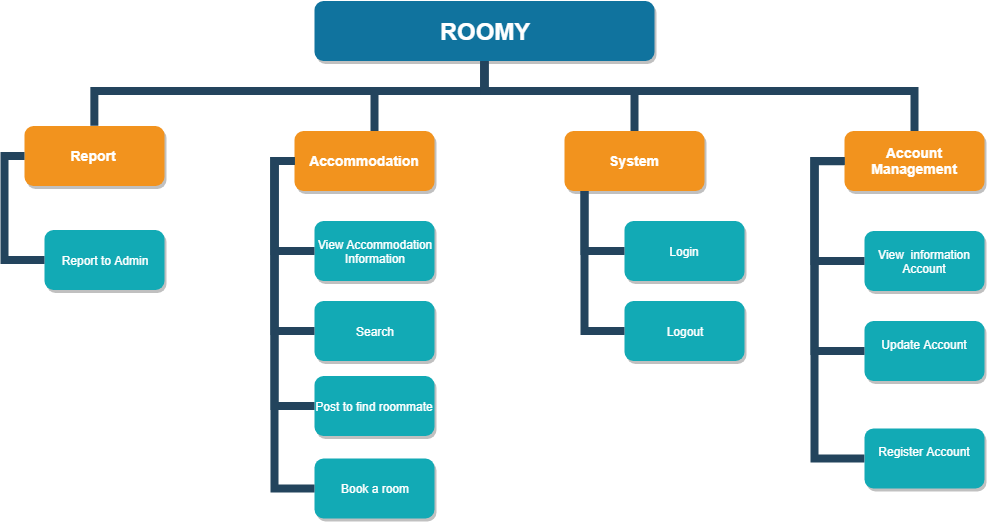 ROOMY
Report
Report to Admin
Accommodation
View Accommodation
Information
Search
Post to find roommate
Book a room
System
Login
Logout
Account
Management
View  information
Account
Update Account
Register Account